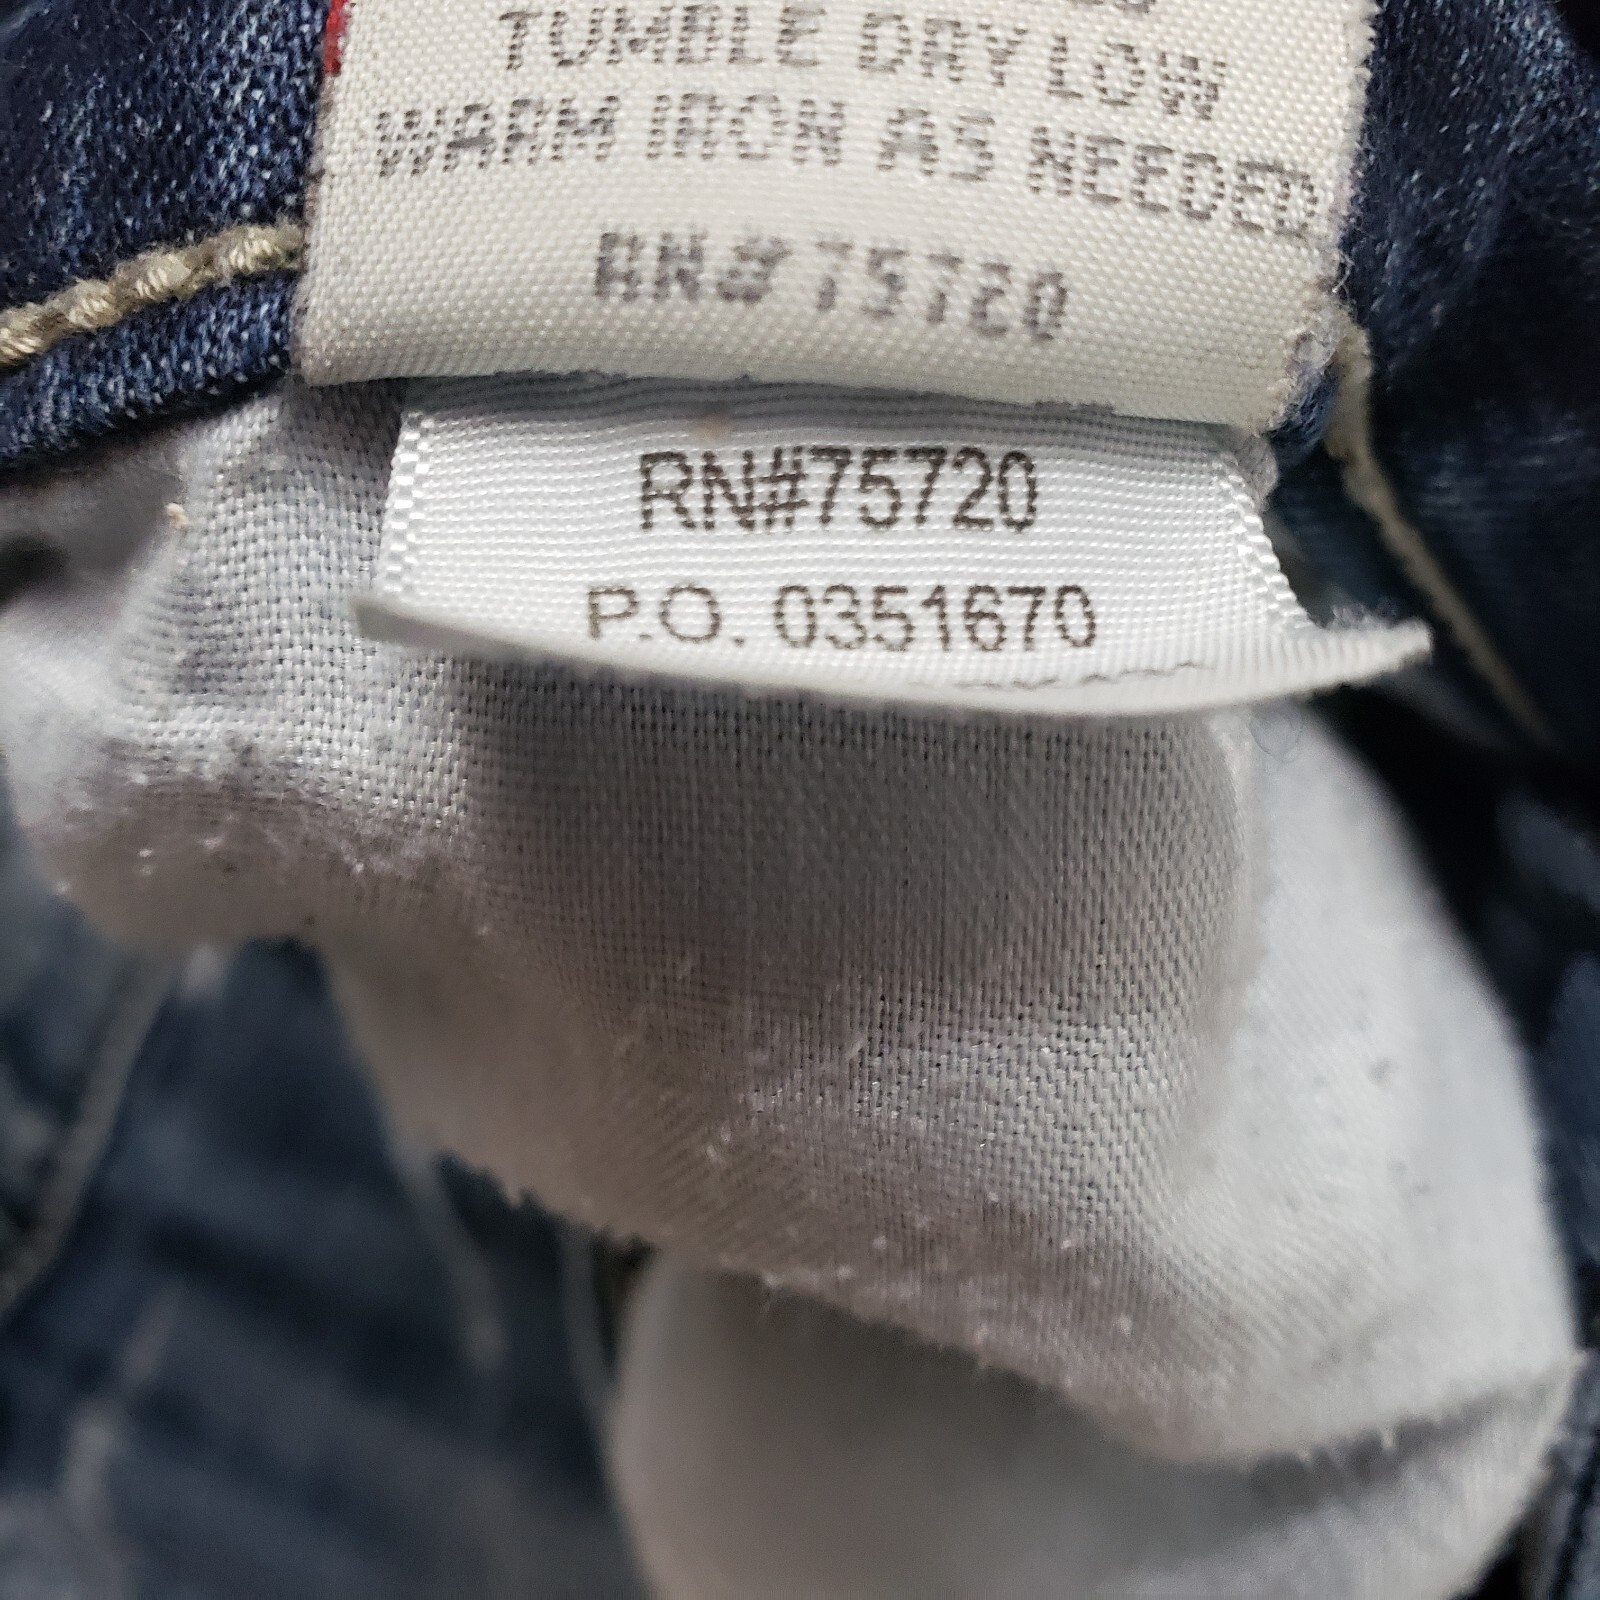 TUMBLE DRY LOW
WARM IRON AS NEEDED
RN# 75720
RN#75720
P.O. 0351670